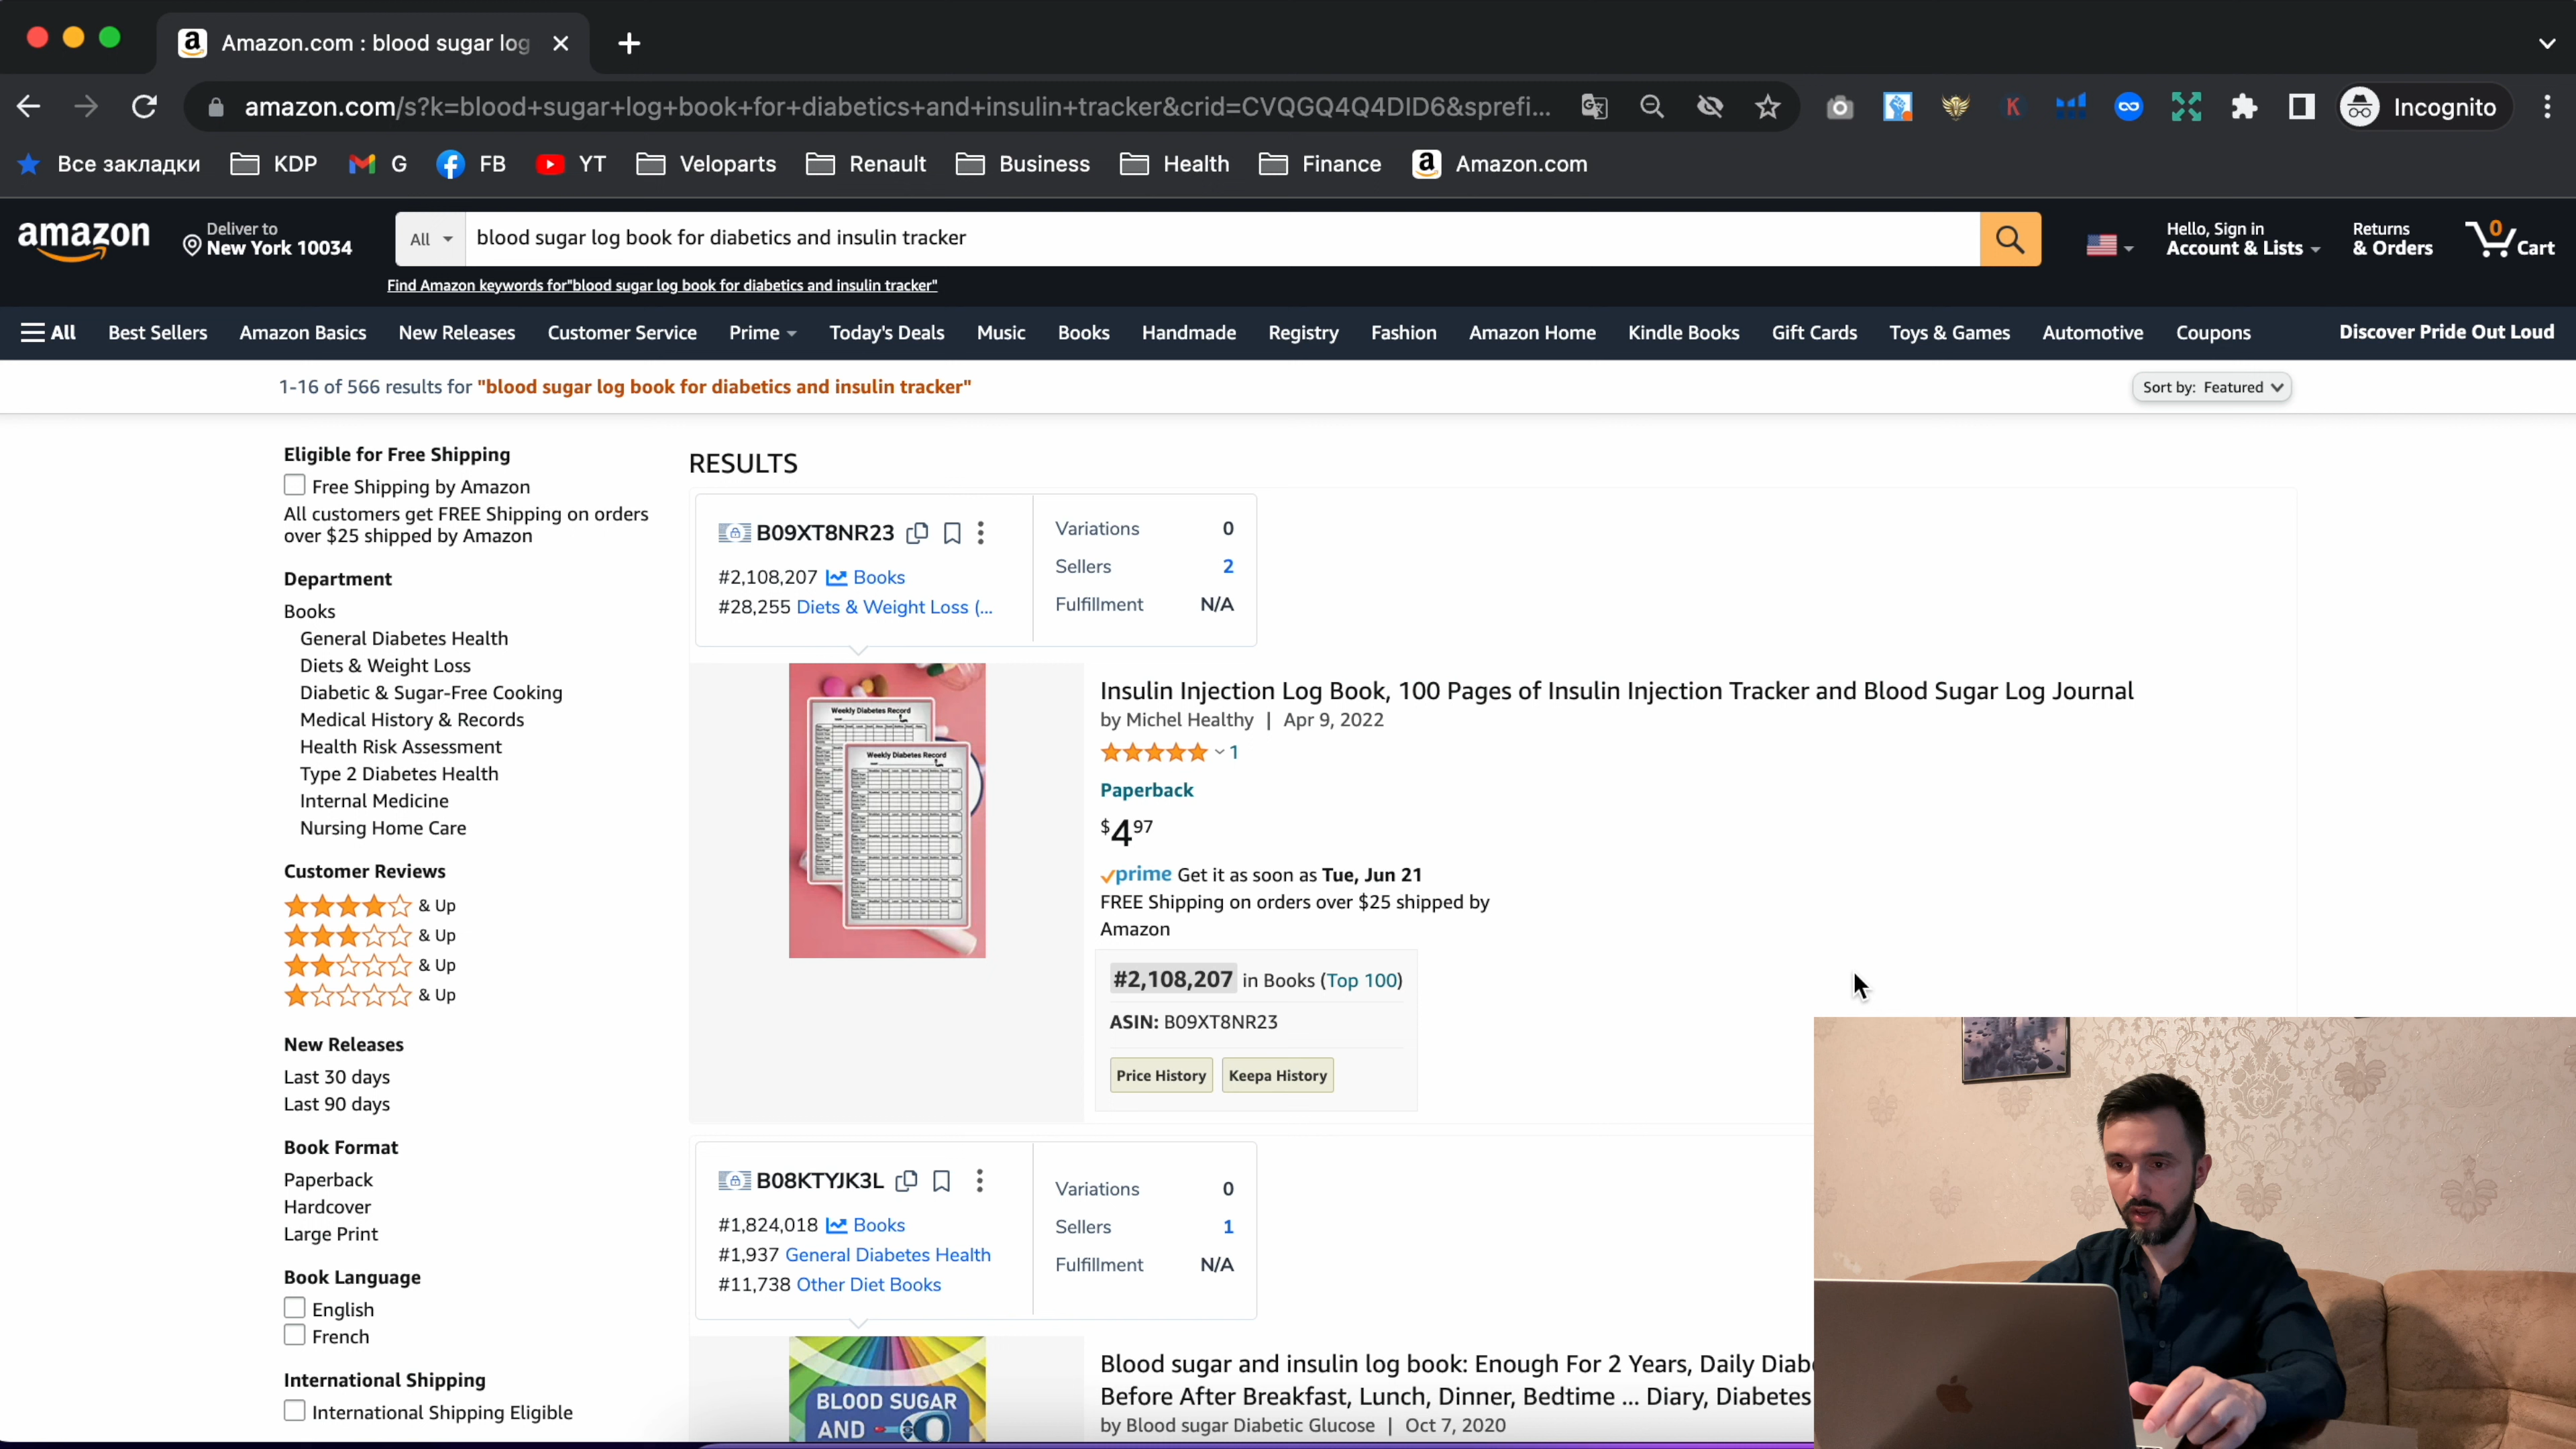 Amazon.com : blood sugar log
amazon.com/s?k=blood+sugar+log+book+for+diabetics+and+insulin+tracker&crid=CVQGQ4Q4DID6&sprefi...
Incognito
Все закладки KDP G FB YT Veloparts Renault Business Health Finance Amazon.com
amazon
Deliver to
New York 10034
All
blood sugar log book for diabetics and insulin tracker
Hello, Sign in
Account & Lists
Returns
& Orders
0
Cart
Find Amazon keywords for"blood sugar log book for diabetics and insulin tracker"
All Best Sellers Amazon Basics New Releases Customer Service Prime Today's Deals Music Books Handmade Registry Fashion Amazon Home Kindle Books Gift Cards Toys & Games Automotive Coupons Discover Pride Out Loud
1-16 of 566 results for "blood sugar log book for diabetics and insulin tracker"
Sort by: Featured
Eligible for Free Shipping
Free Shipping by Amazon
All customers get FREE Shipping on orders
over $25 shipped by Amazon
Department
Books
General Diabetes Health
Diets & Weight Loss
Diabetic & Sugar-Free Cooking
Medical History & Records
Health Risk Assessment
Type 2 Diabetes Health
Internal Medicine
Nursing Home Care
Customer Reviews
& Up
& Up
& Up
& Up
New Releases
Last 30 days
Last 90 days
Book Format
Paperback
Hardcover
Large Print
Book Language
English
French
International Shipping
International Shipping Eligible
RESULTS
B09XT8NR23
#2,108,207 Books
#28,255 Diets & Weight Loss (...
Variations 0
Sellers 2
Fulfillment N/A
Weekly Diabetes Record
Weekly Diabetes Record
Insulin Injection Log Book, 100 Pages of Insulin Injection Tracker and Blood Sugar Log Journal
by Michel Healthy | Apr 9, 2022
1
Paperback
$4 97
prime Get it as soon as Tue, Jun 21
FREE Shipping on orders over $25 shipped by
Amazon
#2,108,207 in Books (Top 100)
ASIN: B09XT8NR23
Price History Keepa History
B08KTYJK3L
#1,824,018 Books
#1,937 General Diabetes Health
#11,738 Other Diet Books
Variations 0
Sellers 1
Fulfillment N/A
BLOOD SUGAR
AND
Blood sugar and insulin log book: Enough For 2 Years, Daily Diab
Before After Breakfast, Lunch, Dinner, Bedtime ... Diary, Diabetes
by Blood sugar Diabetic Glucose | Oct 7, 2020